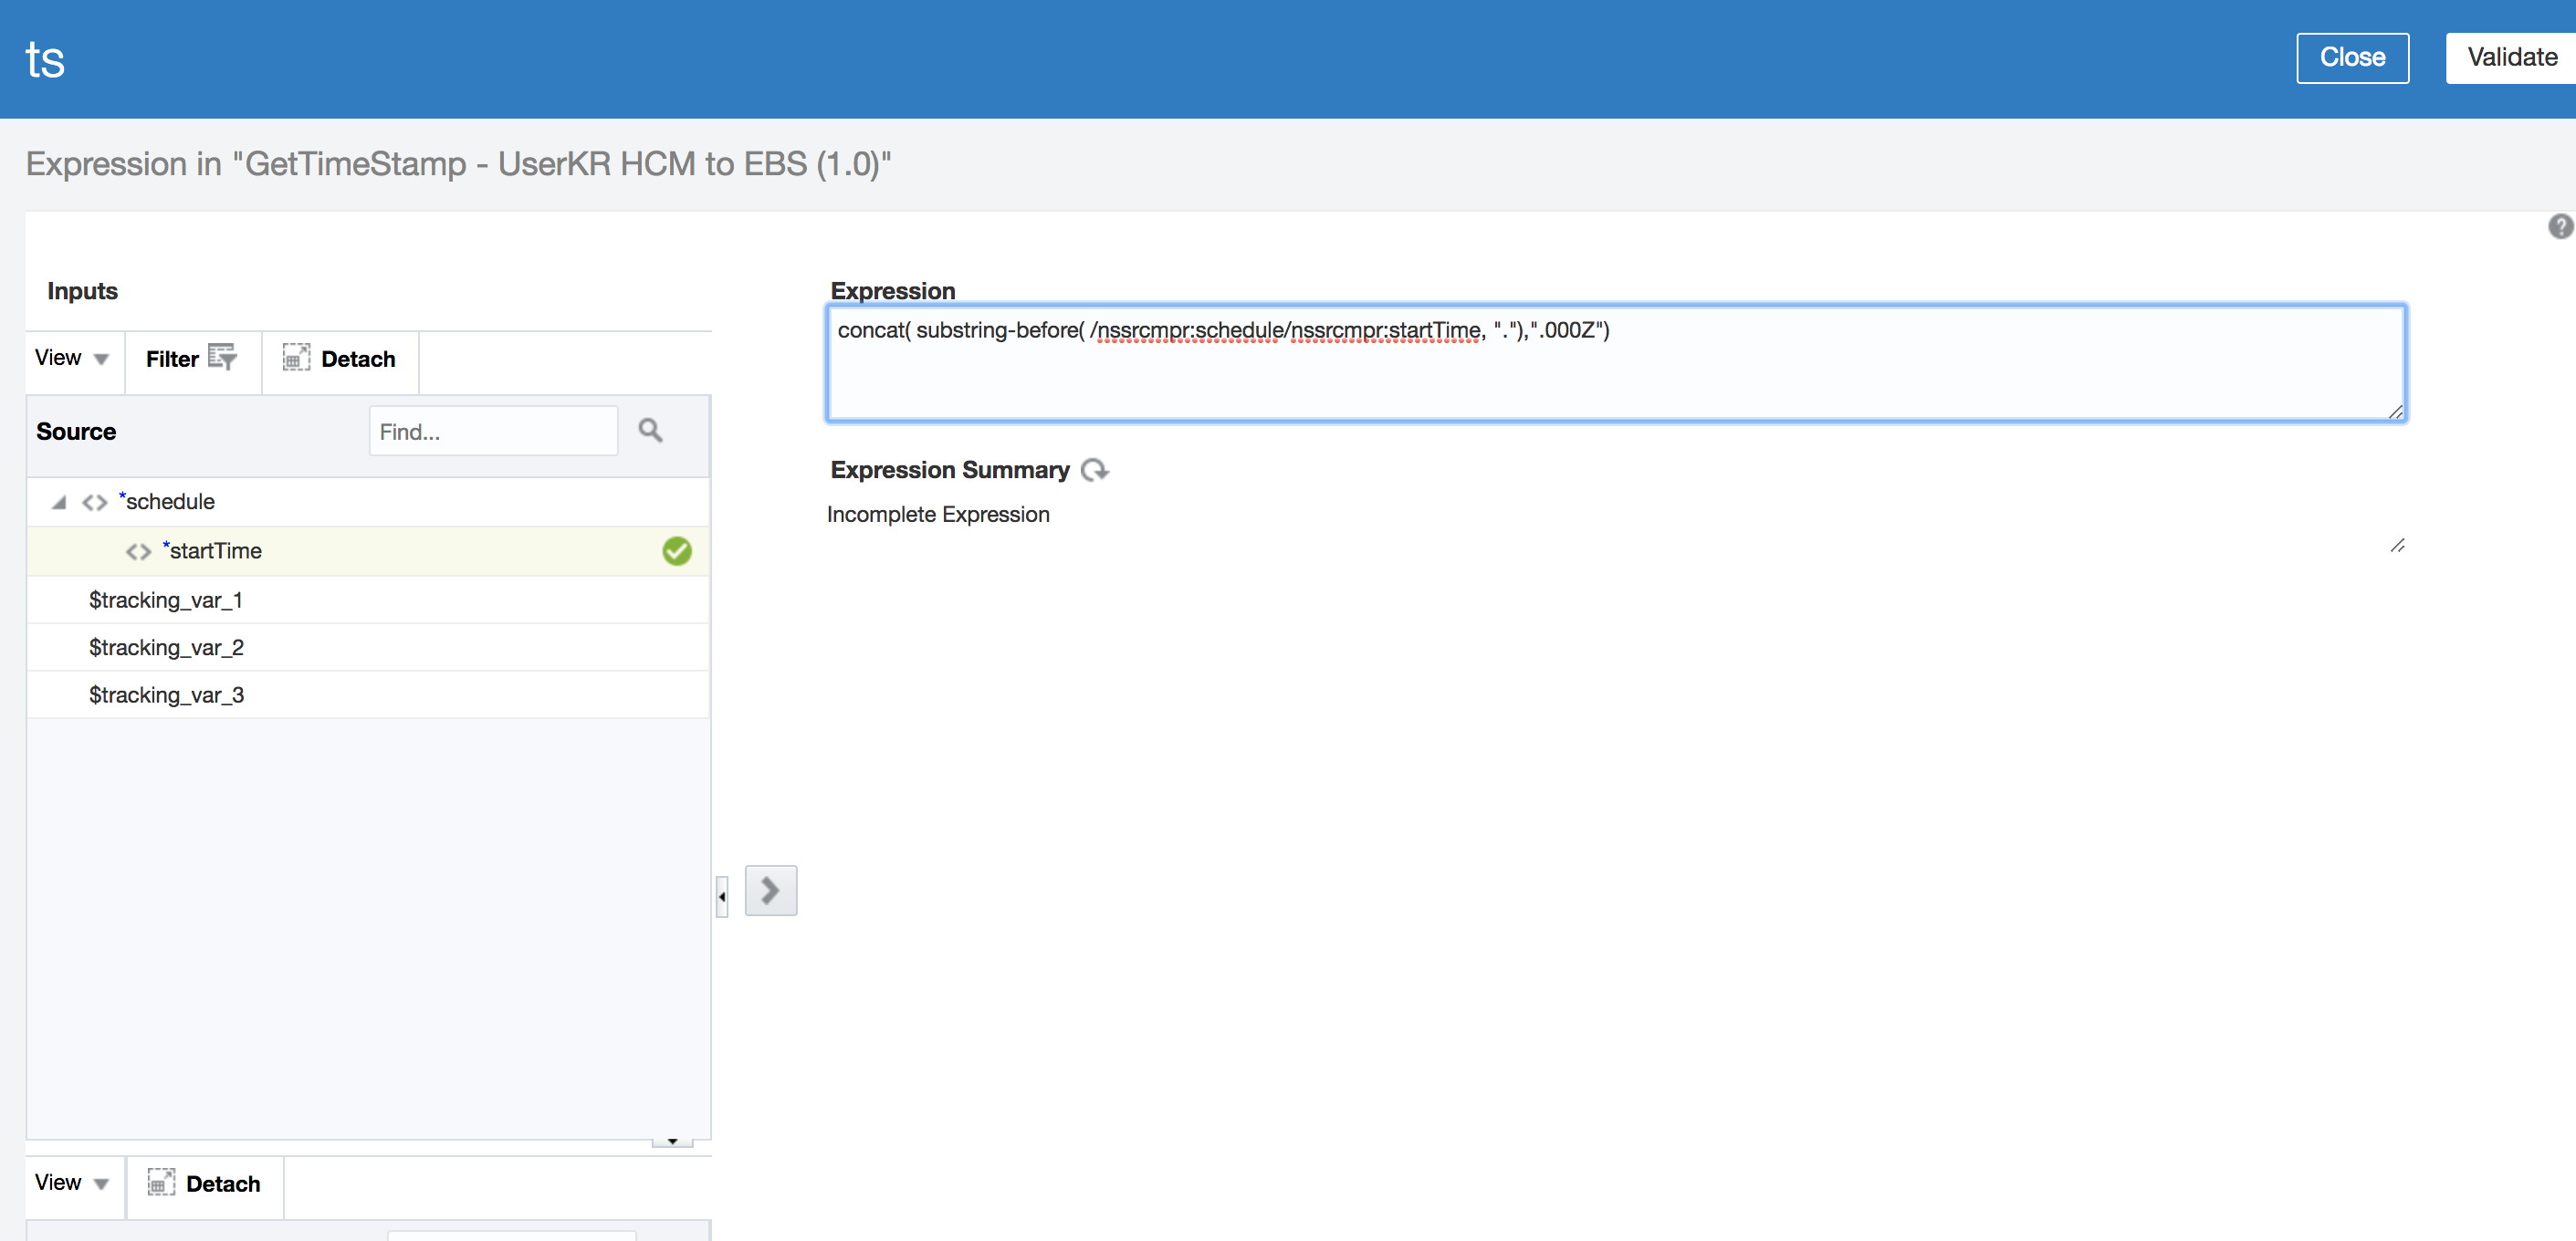 ts
Close
Validate
Expression in "GetTimeStamp - UserKR HCM to EBS (1.0)"
Inputs
View
Filter
Detach
Source
Find...
*schedule
*startTime
$tracking_var_1
$tracking_var_2
$tracking_var_3
View
Detach
Expression
concat( substring-before( /nssrcmpr:schedule/nssrcmpr:startTime, "."),".000Z")
Expression Summary
Incomplete Expression